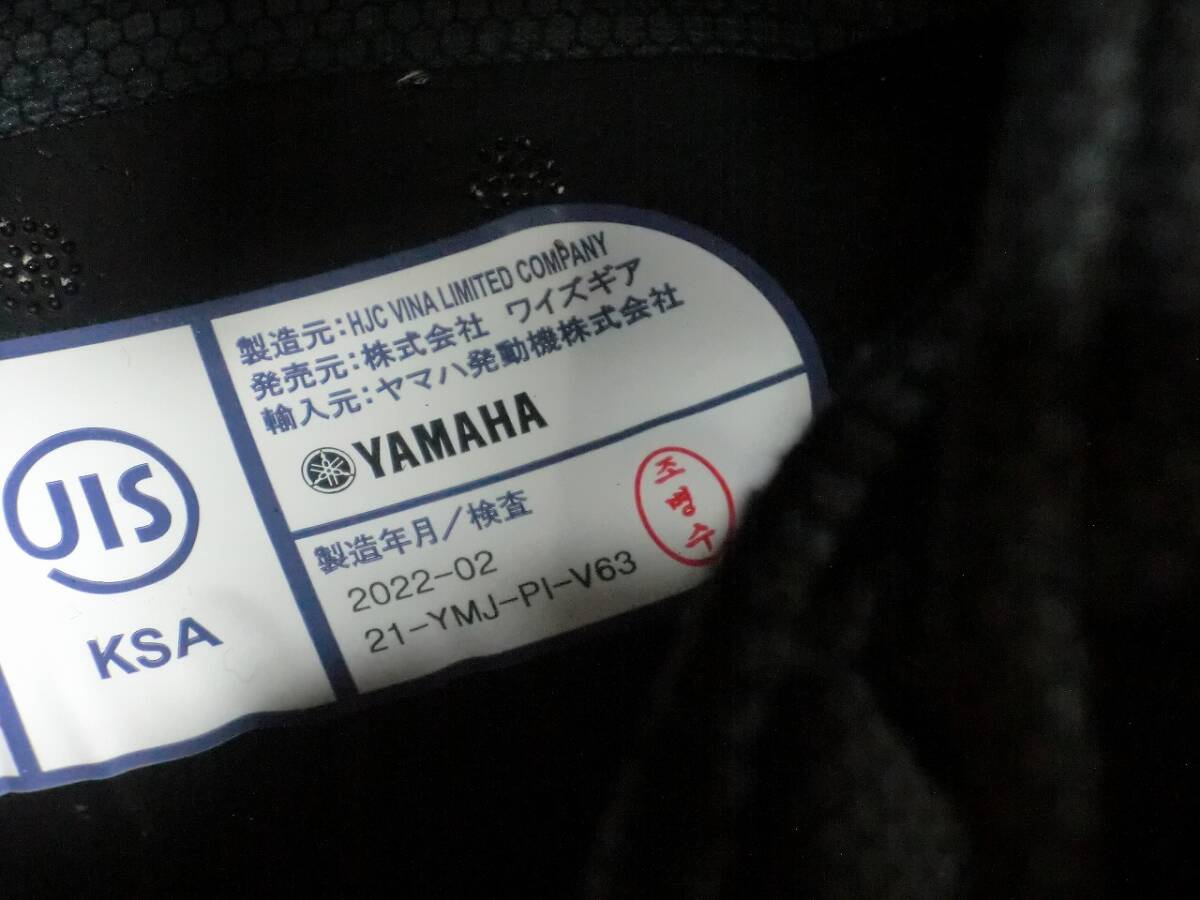 JIS
KSA
製造元:HJC VINA LIMITED COMPANY
発売元:株式会社 ワイズギア
輸入元:ヤマハ発動機株式会社
YAMAHA
製造年月/検査
2022-02
21-YMJ-PI-V63
조
병
수